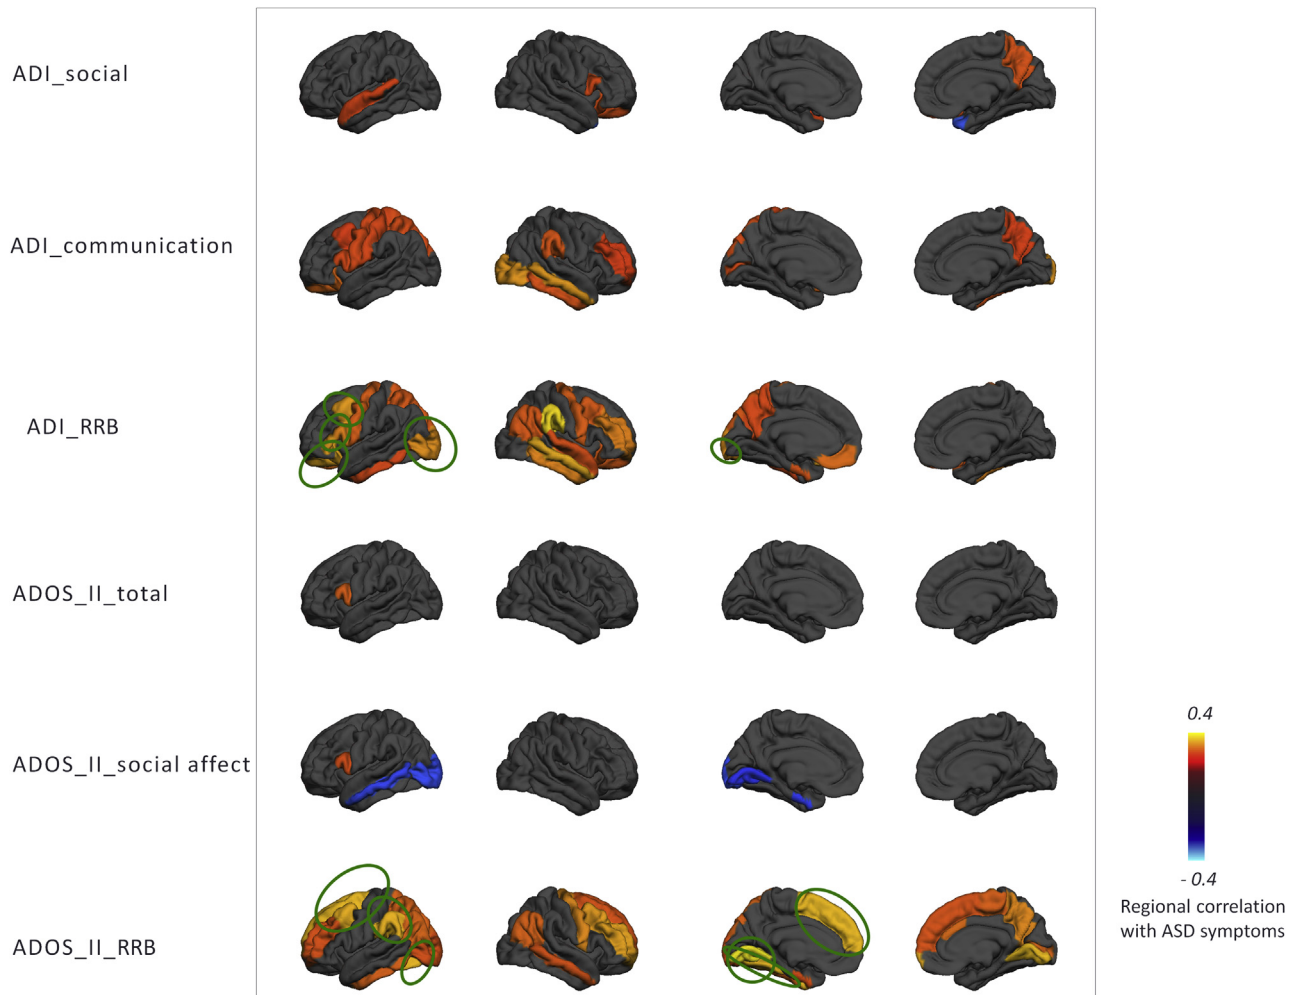 ADI_social
ADI_communication
ADI_RRB
ADOS_II_total
ADOS_II_social affect
ADOS_II_RRB
0.4
- 0.4
Regional correlation
with ASD symptoms